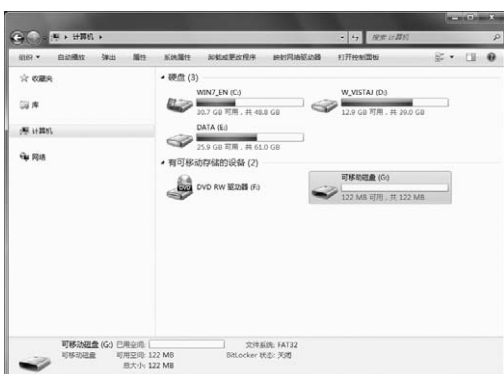 计算机
搜索 计算机
组织 自动播放 弹出 属性 系统属性 卸载或更改程序 映射网络驱动器 打开控制面板
收藏夹
库
计算机
网络
硬盘 (3)
WIN7_EN (C:)
30.7 GB 可用,共 48.8 GB
W_VISTAJ (D:)
12.9 GB 可用,共 39.0 GB
DATA (E:)
25.9 GB 可用,共 61.0 GB
有可移动存储的设备 (2)
DVD RW 驱动器 (F:)
可移动磁盘 (G:)
122 MB 可用,共 122 MB
可移动磁盘 (G:) 已用空间: 文件系统: FAT32
可移动磁盘 可用空间: 122 MB BitLocker 状态: 关闭
总大小: 122 MB